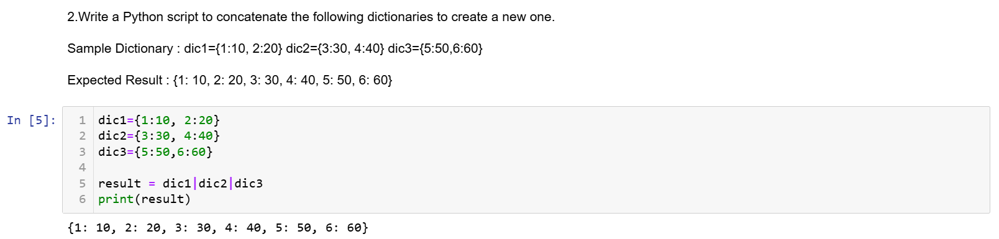 2.Write a Python script to concatenate the following dictionaries to create a new one.
Sample Dictionary : dic1={1:10, 2:20} dic2={3:30, 4:40} dic3={5:50,6:60}
Expected Result : {1: 10, 2: 20, 3: 30, 4: 40, 5: 50, 6: 60}
In [5]:
1 dic1={1:10, 2:20}
2 dic2={3:30, 4:40}
3 dic3={5:50,6:60}
4
5 result = dic1|dic2|dic3
6 print(result)
{1: 10, 2: 20, 3: 30, 4: 40, 5: 50, 6: 60}